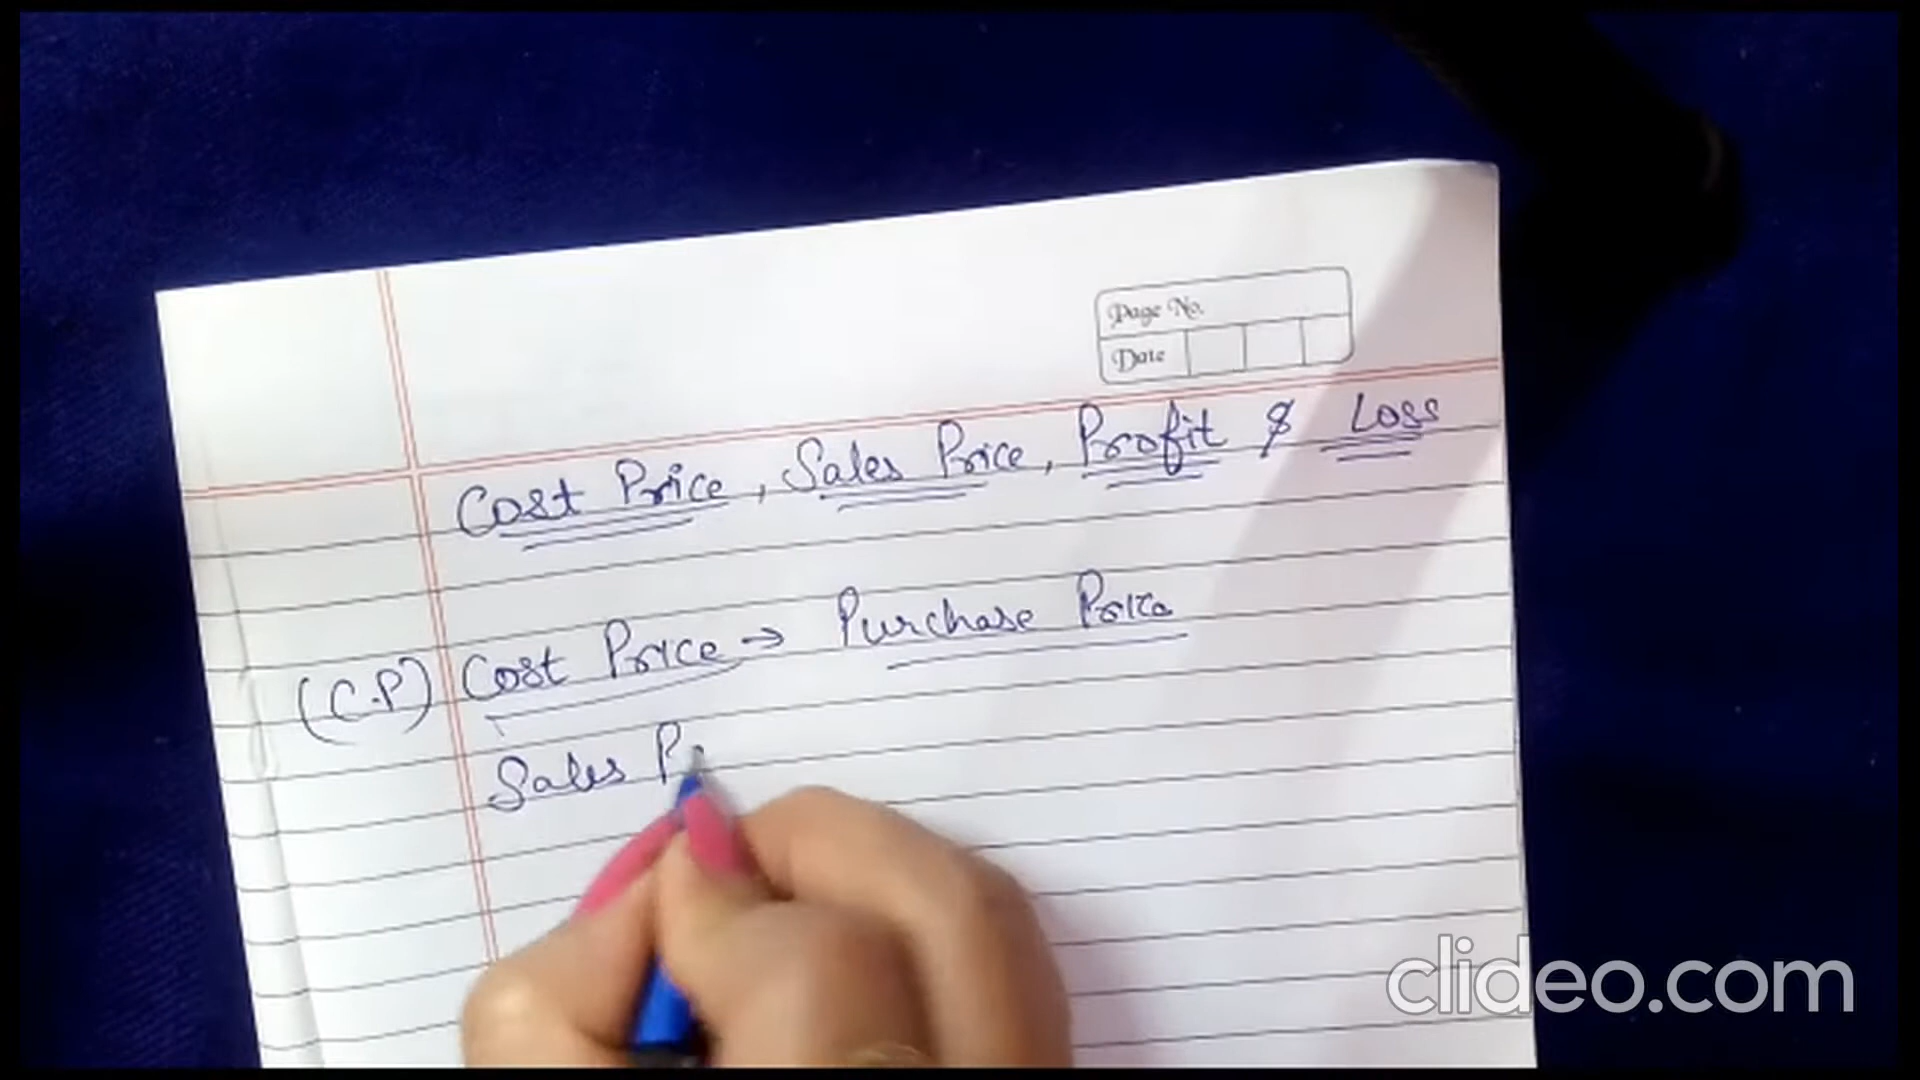 Page No.
Date
Cost Price, Sales Price, Profit & Loss
(C.P) Cost Price → Purchase Price
Sales P
clideo.com